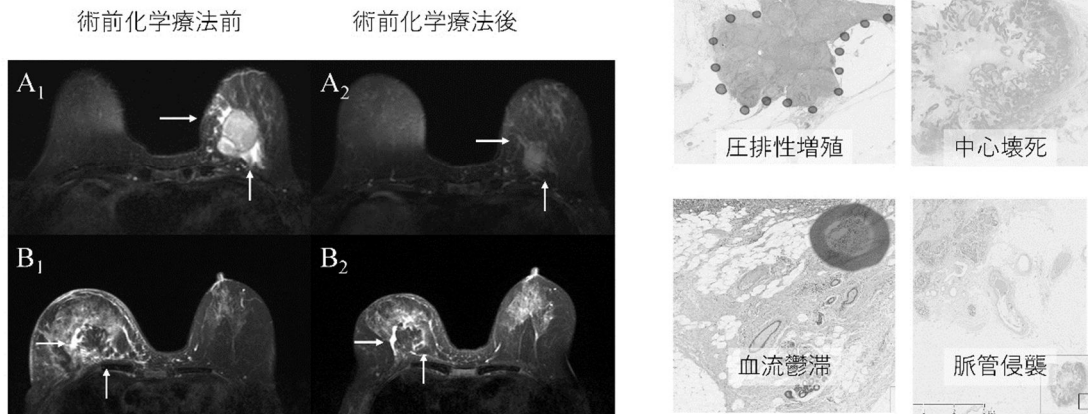 術前化学療法前
術前化学療法後
A1
A2
B1
B2
圧排性増殖
中心壊死
血流鬱滞
脈管侵襲